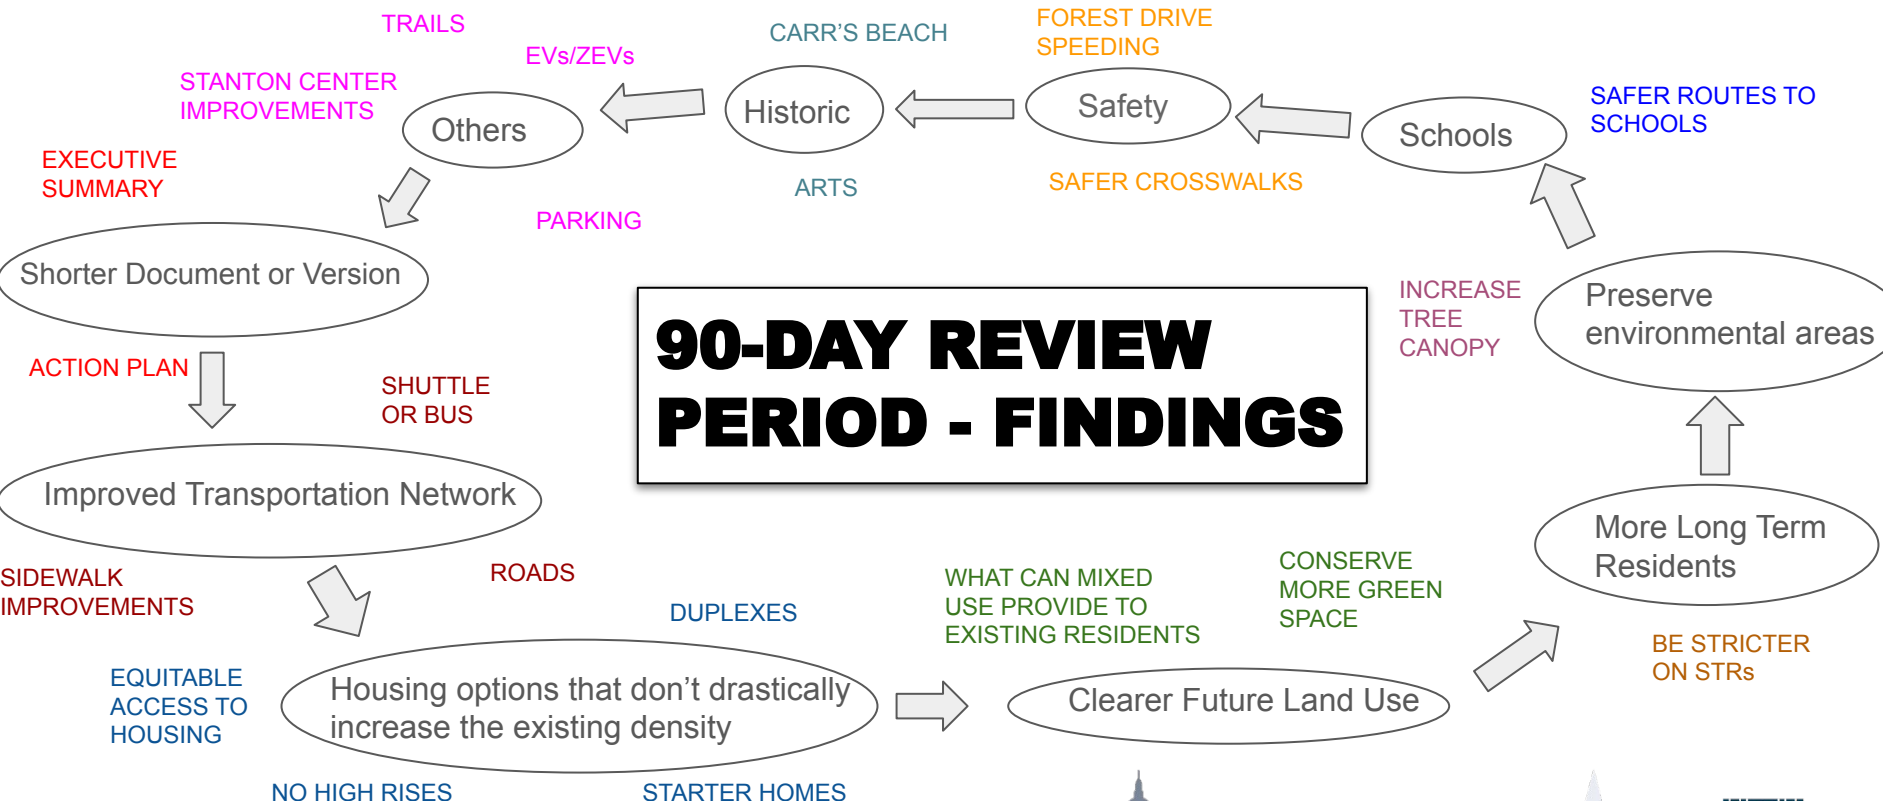 TRAILS
EVs/ZEVs
STANTON CENTER
IMPROVEMENTS
Others
PARKING
CARR'S BEACH
Historic
ARTS
FOREST DRIVE
SPEEDING
Safety
SAFER CROSSWALKS
SAFER ROUTES TO
SCHOOLS
Schools
EXECUTIVE
SUMMARY
Shorter Document or Version
ACTION PLAN
90-DAY REVIEW
PERIOD - FINDINGS
INCREASE
TREE
CANOPY
Preserve
environmental areas
SHUTTLE
OR BUS
Improved Transportation Network
SIDEWALK
IMPROVEMENTS
ROADS
More Long Term
Residents
BE STRICTER
ON STRs
DUPLEXES
EQUITABLE
ACCESS TO
HOUSING
Housing options that don't drastically
increase the existing density
NO HIGH RISES
STARTER HOMES
WHAT CAN MIXED
USE PROVIDE TO
EXISTING RESIDENTS
CONSERVE
MORE GREEN
SPACE
Clearer Future Land Use